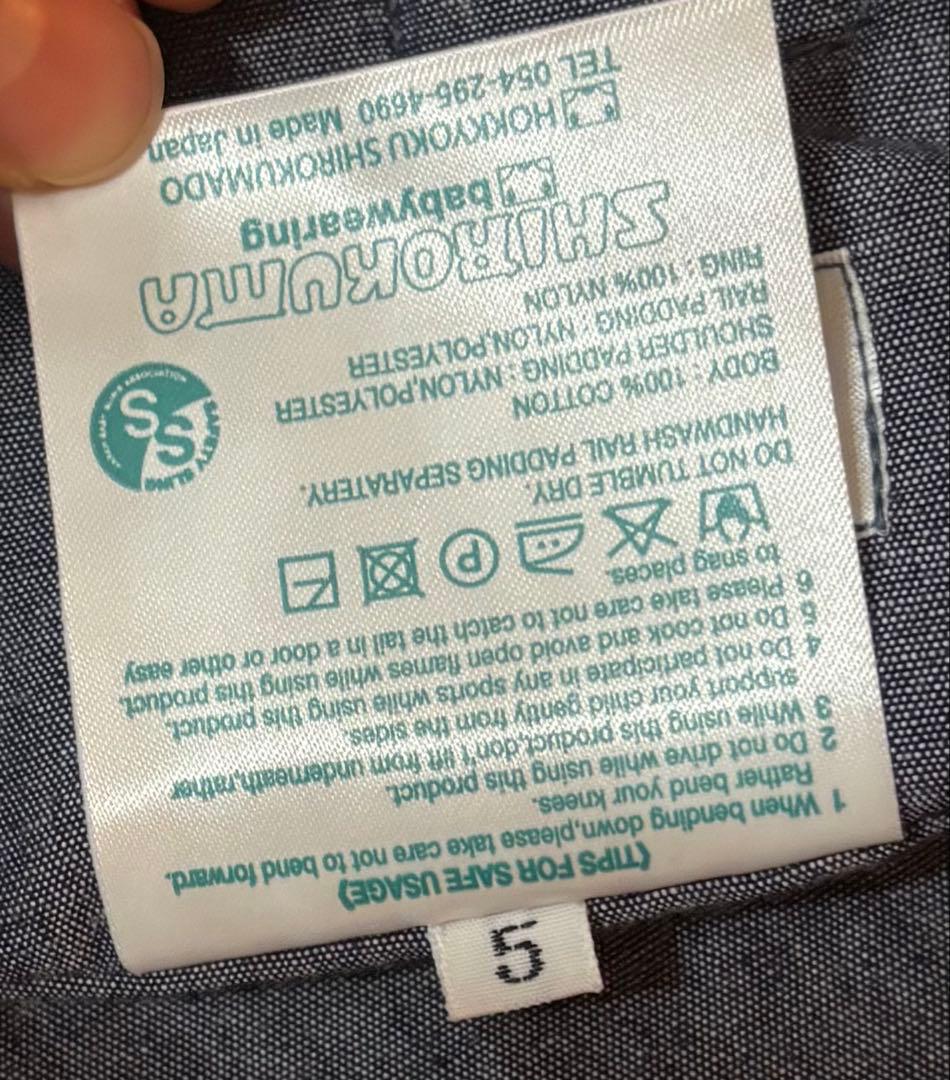 (TIPS FOR SAFE USAGE)
1 When bending down,please take care not to bend forward.
Rather bend your knees.
2 Do not drive while using this product.
3 While using this product,don't lift from underneath,rather
support your child gently from the sides.
4 Do not participate in any sports while using this product.
5 Do not cook and avoid open flames while using this product.
6 Please take care not to catch the tail in a door or other easy
to snag places.
P
DO NOT TUMBLE DRY.
HANDWASH RAIL PADDING SEPARATERY.
BODY : 100% COTTON
SHOULDER PADDING : NYLON,POLYESTER
RAIL PADDING : NYLON,POLYESTER
RING : 100% NYLON
SS
SAFETY SLING
SHIROKUMA
babywearing
HOKKYOKU SHIROKUMADO
TEL 054-296-4690 Made in Japan
5